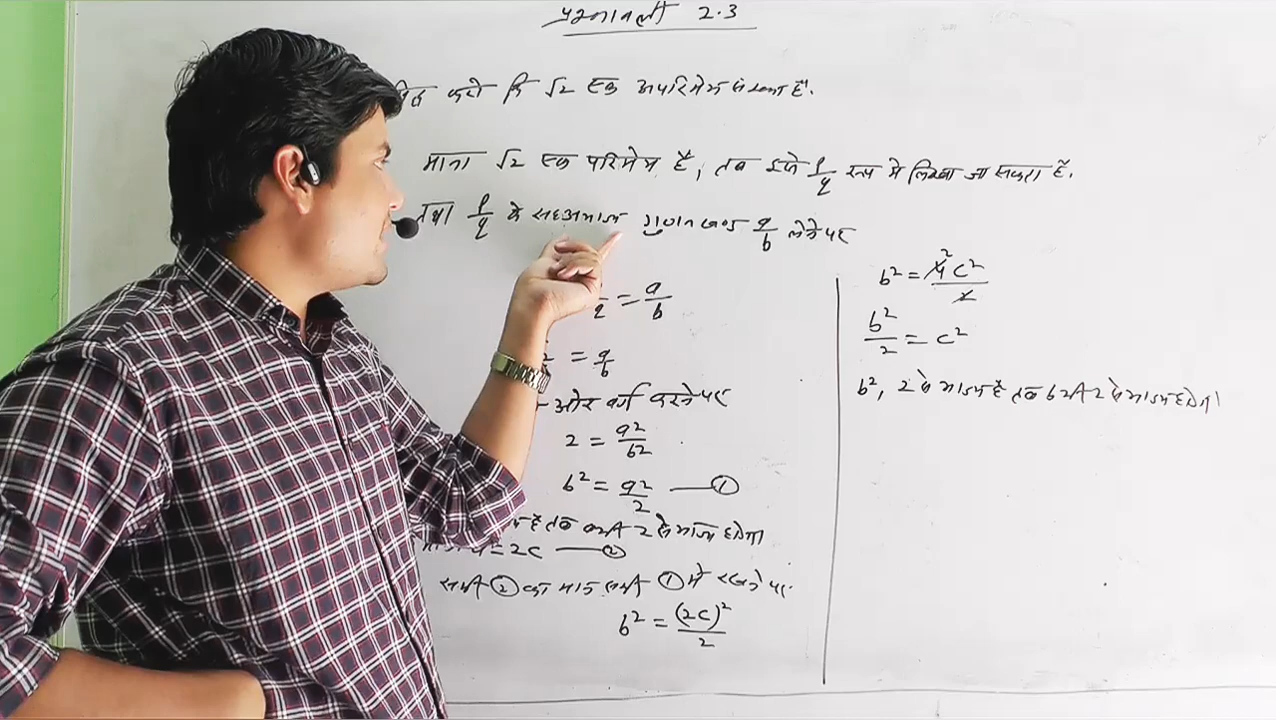 प्रश्नावली 2.3
करो कि √2 एक अपरिमेय संख्या है.
माना √2 एक परिमेय है, तब इसे p/q रूप में लिखा जा सकता है.
तथा p/q के सहअभाज्य गुणनखण्ड a/b लेने पर
q = a/b
2 = a/b
ओर वर्ग करने पर
2 = a²/b²
b² = a²/2 —— ①
है तब a भी 2 से भाज्य होगा
= 2c —— ②
समी ② का मान समी ① में रखने पर
b² = (2c)²/2
b² = 4²c²/2
b²/2 = c²
b², 2 से भाज्य है तब b भी 2 से भाज्य होगा